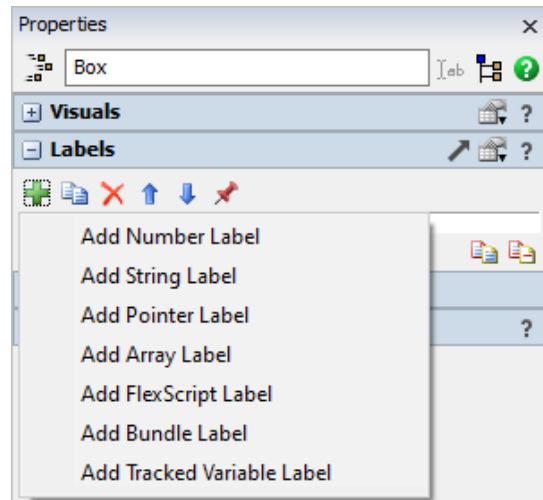 Properties
Box
ab
Visuals
?
Labels
?
Add Number Label
Add String Label
Add Pointer Label
Add Array Label
Add FlexScript Label
?
Add Bundle Label
Add Tracked Variable Label